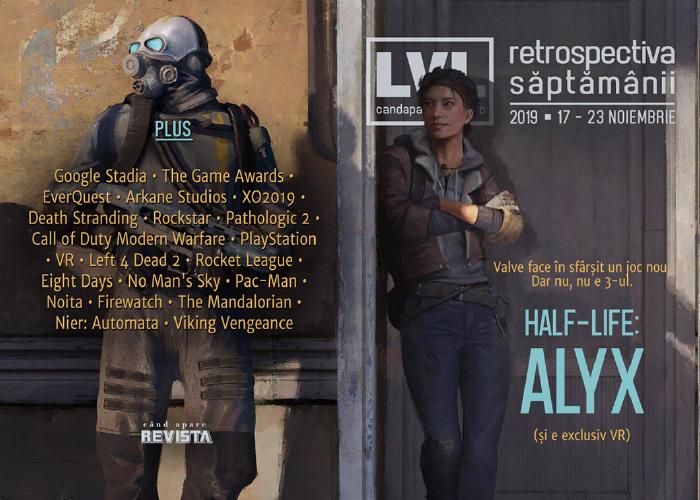 PLUS
Google Stadia • The Game Awards •
EverQuest • Arkane Studios • XO2019 •
Death Stranding • Rockstar • Pathologic 2 •
Call of Duty Modern Warfare • PlayStation
• VR • Left 4 Dead 2 • Rocket League •
Eight Days • No Man's Sky • Pac-Man •
Noita • Firewatch • The Mandalorian •
Nier: Automata • Viking Vengeance
când apare
REVISTA
LVL
retrospectiva
săptămânii
2019 ▪ 17 - 23 NOIEMBRIE
Valve face în sfârșit un joc nou
Dar nu, nu e 3-ul.
HALF-LIFE:
ALYX
(și e exclusiv VR)